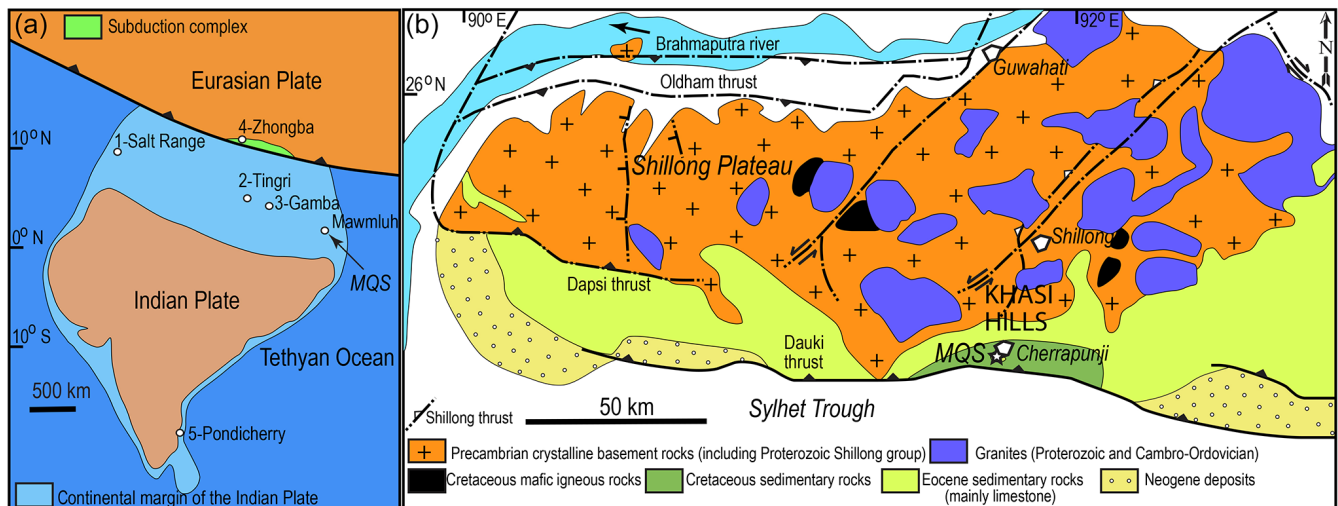 (a)
Subduction complex
Eurasian Plate
4-Zhongba
10° N
1-Salt Range
2-Tingri
3-Gamba
Mawmluh
0° N
MQS
Indian Plate
10° S
Tethyan Ocean
500 km
5-Pondicherry
Continental margin of the Indian Plate
(b)
90° E
92° E
N
Brahmaputra river
Guwahati
Oldham thrust
26° N
Shillong Plateau
Shillong
Dapsi thrust
KHASI
HILLS
Dauki
thrust
MQS
Cherrapunji
Shillong thrust
50 km
Sylhet Trough
Precambrian crystalline basement rocks (including Proterozoic Shillong group)
Granites (Proterozoic and Cambro-Ordovician)
Cretaceous mafic igneous rocks
Cretaceous sedimentary rocks
Eocene sedimentary rocks
(mainly limestone)
Neogene deposits